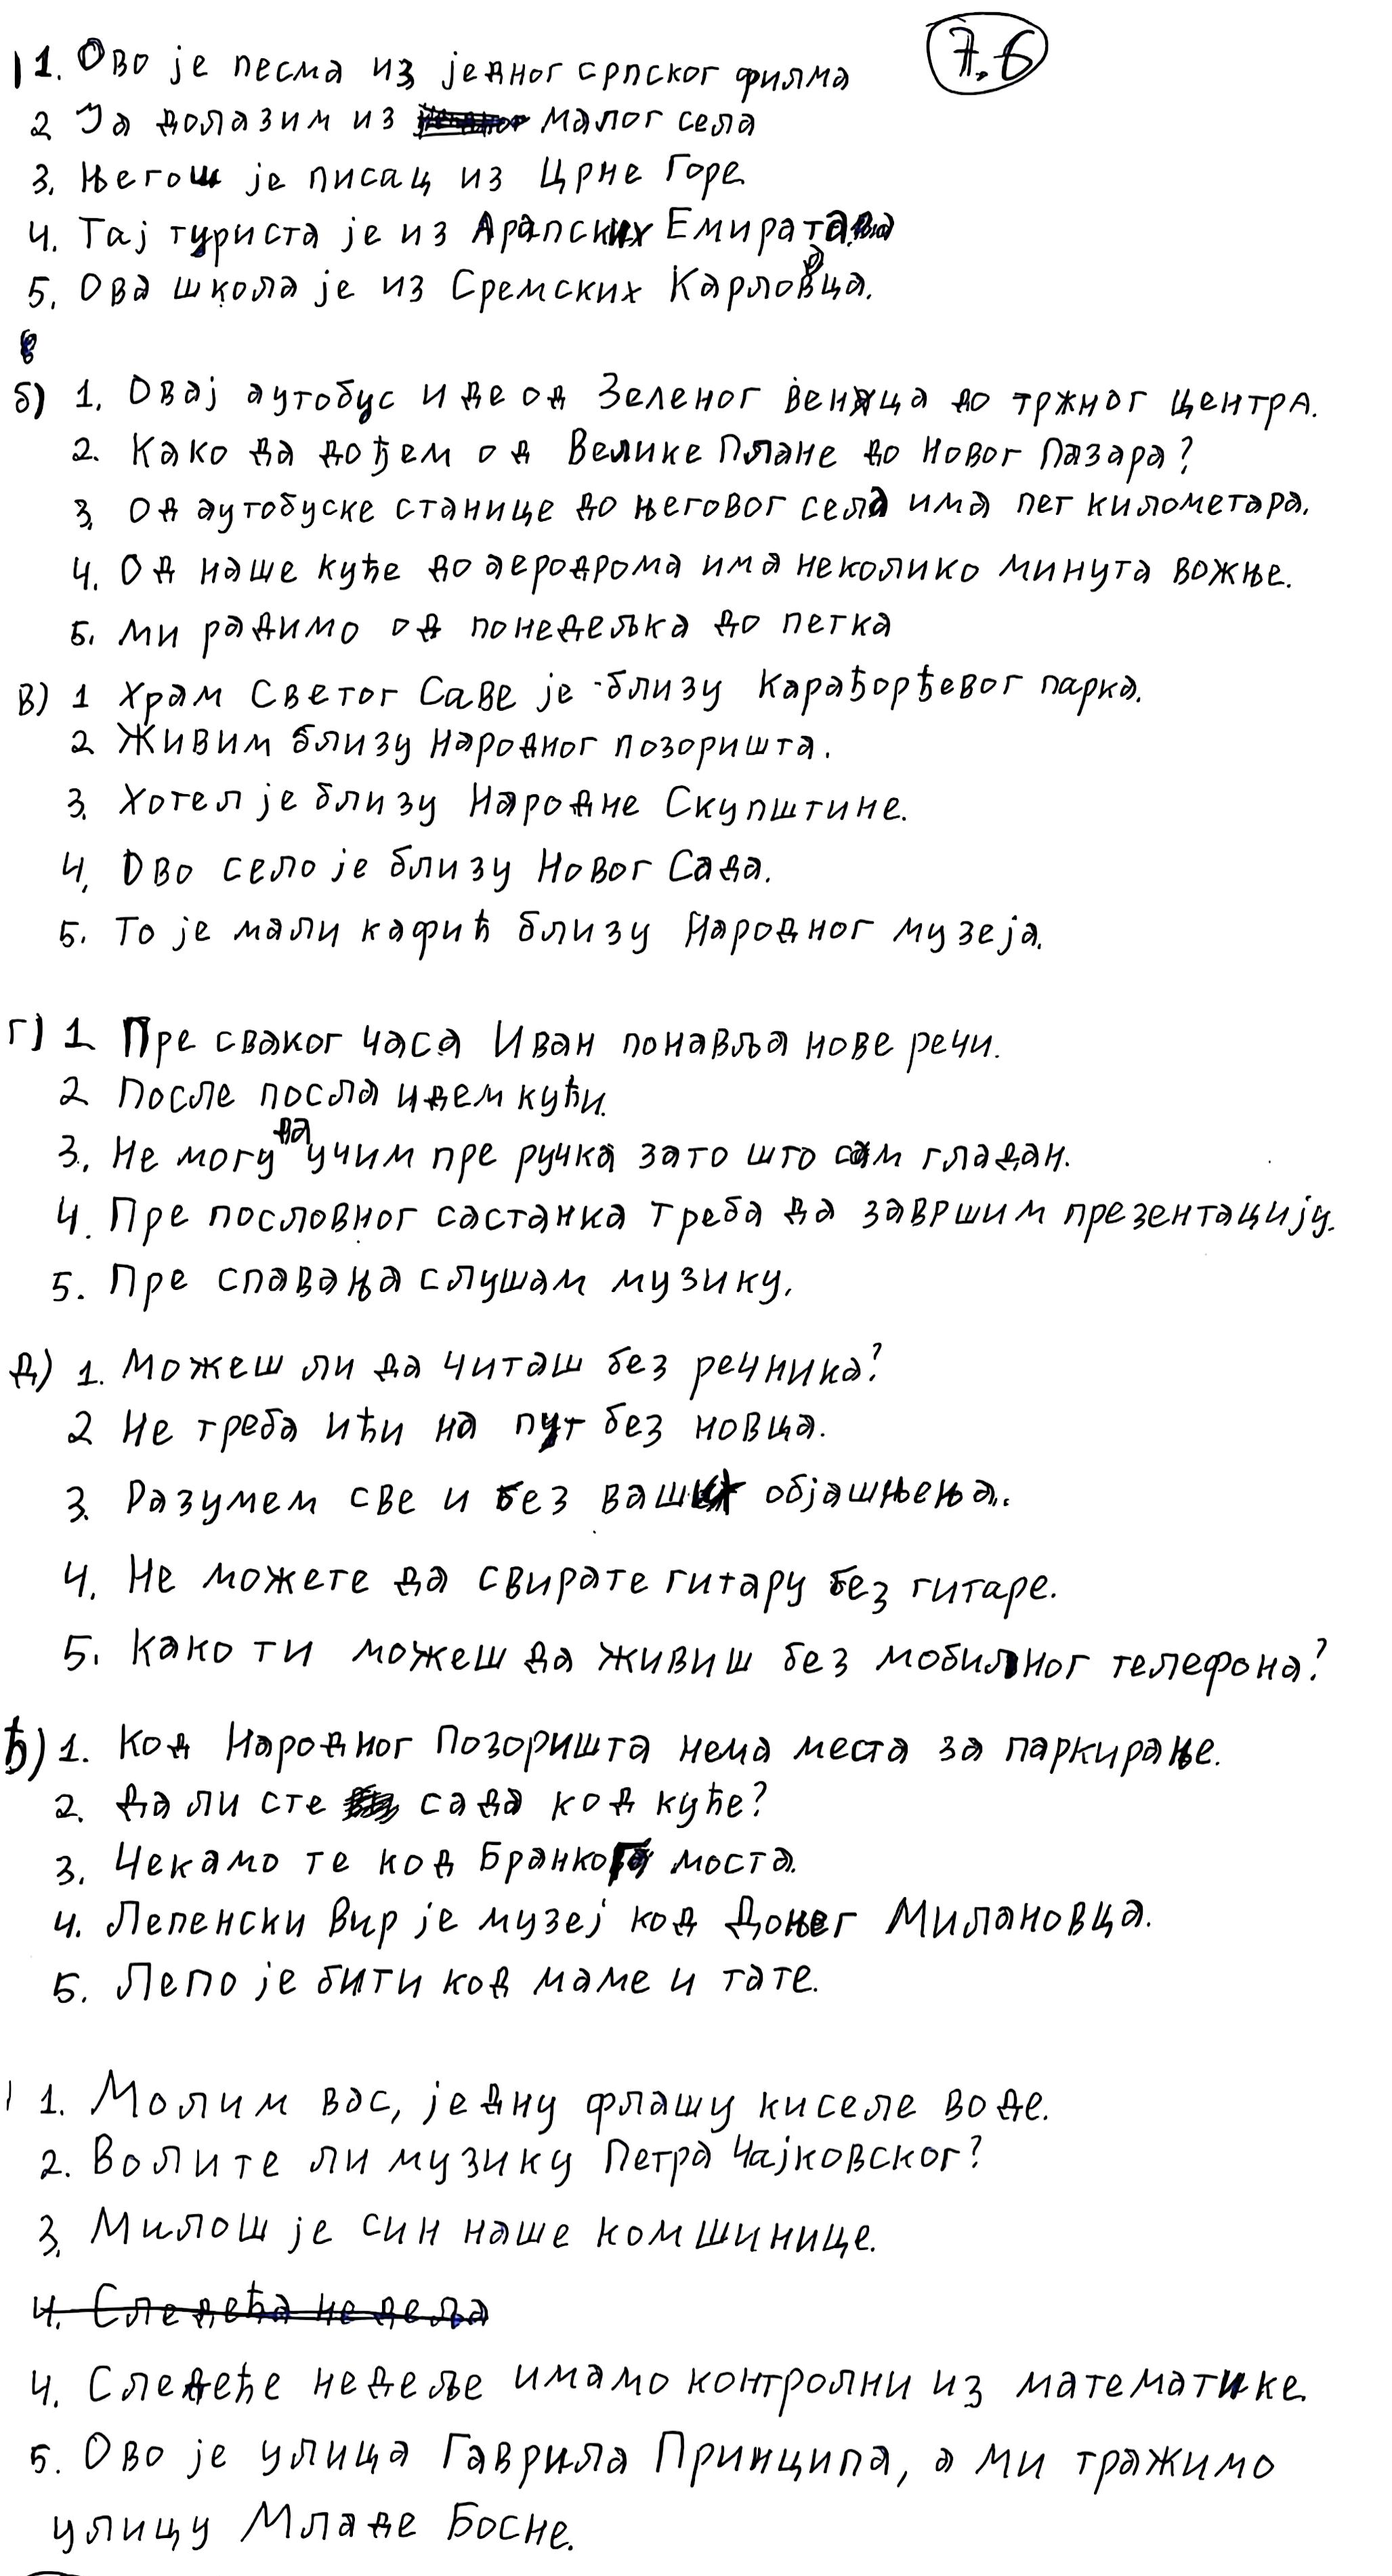 7.6
1. Ово је песма из једног српског филма
2 Ја долазим из малог села
3. Његош је писац из Црне Горе.
4. Тај туриста је из Арапских Емирата.
5. Ова школа је из Сремских Карловаца.
б) 1. Овај аутобус иде од Зеленог венца до тржног центра.
2. Како да дођем од Велике Плане до Новог Пазара?
3. Од аутобуске станице до његовог села има пет километара.
4. Од наше куће до аеродрома има неколико минута вожње.
5. Ми радимо од понедељка до петка
в) 1 Храм Светог Саве је близу Карађорђевог парка.
2 Живим близу Народног позоришта.
3. Хотел је близу Народне Скупштине.
4. Ово село је близу Новог Сада.
5. То је мали кафић близу Народног музеја.
г) 1 Пре сваког часа Иван понавља нове речи.
2 После посла идем кући.
3. Не могу да учим пре ручка зато што сам гладан.
4. Пре пословног састанка треба да завршим презентацију.
5. Пре спавања слушам музику.
д) 1. Можеш ли да читаш без речника?
2 Не треба ићи на пут без новца.
3. Разумем све и без ваших објашњења.
4. Не можете да свирате гитару без гитаре.
5. Како ти можеш да живиш без мобилног телефона?
ђ) 1. Код Народног Позоришта нема места за паркирање.
2. Да ли сте сада код куће?
3. Чекамо те код Бранкога моста.
4. Лепенски Вир је музеј код Доњег Милановца.
5. Лепо је бити код маме и тате.
1. Молим вас, једну флашу киселе воде.
2. Волите ли музику Петра Чајковског?
3. Милош је син наше комшинице.
4. Следећа недеља
4. Следеће недеље имамо контролни из математике.
5. Ово је улица Гаврила Принципа, а ми тражимо
улицу Младе Босне.